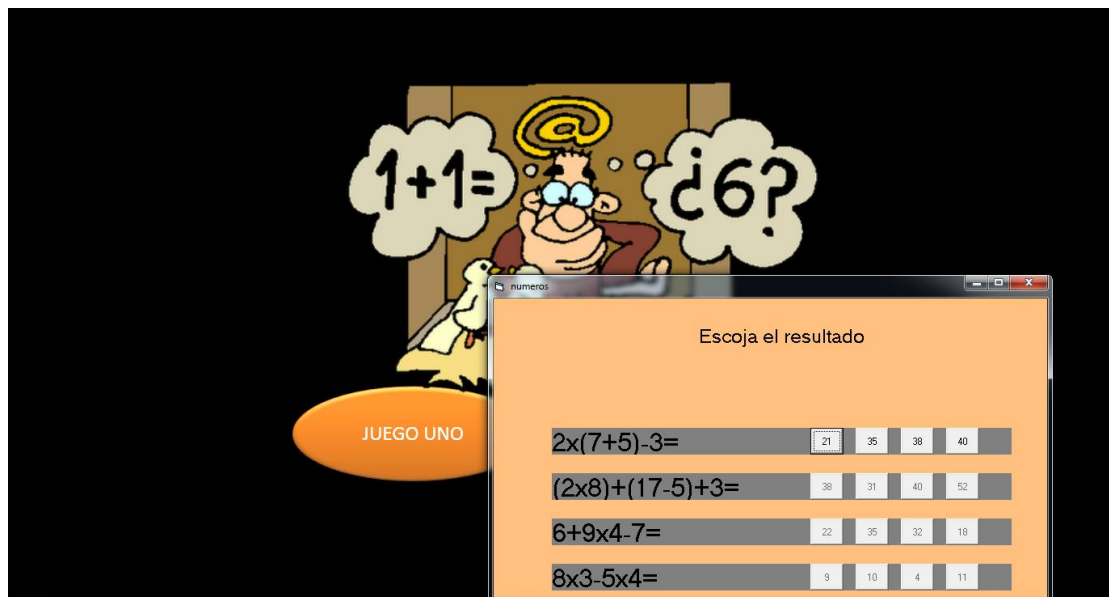 1+1=
¿6?
numeros
Escoja el resultado
JUEGO UNO
2x(7+5)-3= 21 35 38 40
(2x8)+(17-5)+3= 38 31 40 52
6+9x4-7= 22 35 32 18
8x3-5x4= 9 10 4 11